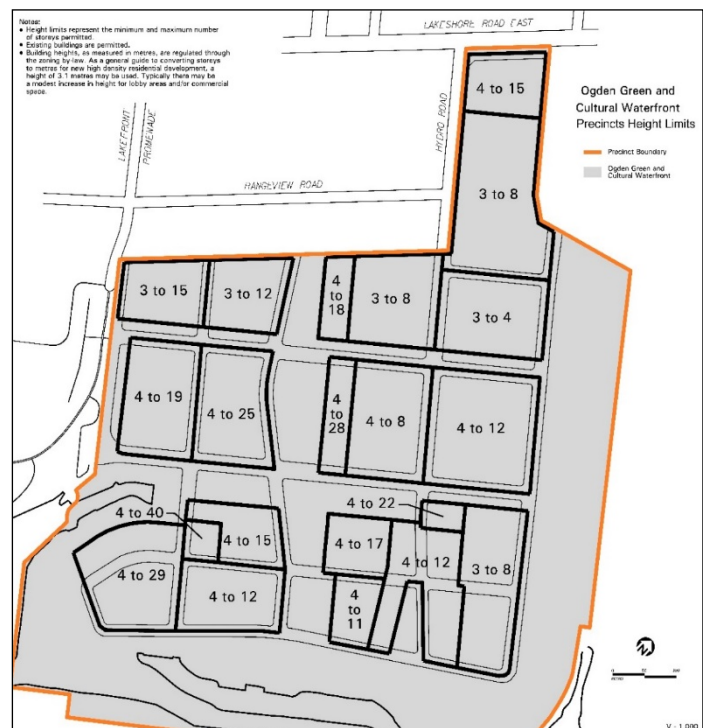 Notes:
• Height limits represent the minimum and maximum number
of storeys permitted.
• Existing buildings are permitted.
• Building heights, as measured in metres, are regulated through
the zoning by-law. As a general guide to converting storeys
to metres for new high density residential development, a
height of 3.1 metres may be used. Typically there may be
a modest increase in height for lobby areas and/or commercial
space.
LAKESHORE ROAD EAST
Ogden Green and
Cultural Waterfront
Precincts Height Limits
Precinct Boundary
Ogden Green and
Cultural Waterfront
LAKEFRONT
PROMENADE
HYDRO ROAD
RANGEVIEW ROAD
4 to 15
3 to 8
3 to 15
3 to 12
4
to
18
3 to 8
3 to 4
4 to 19
4 to 25
4
to
28
4 to 8
4 to 12
4 to 40
4 to 15
4 to 22
4 to 17
4 to 12
3 to 8
4 to 29
4 to 12
4
to
11
V - 1.000